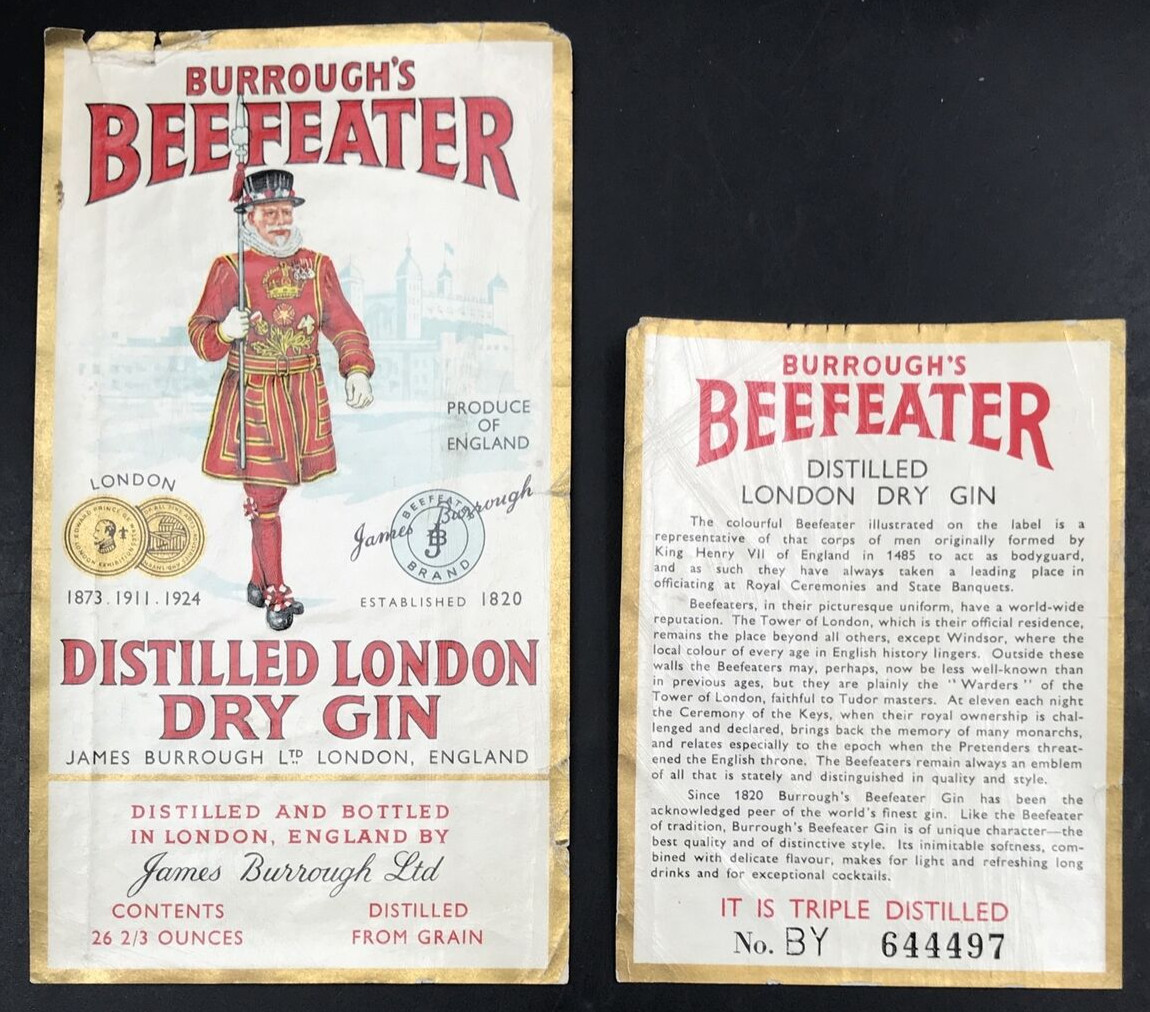 BURROUGH'S
BEEFEATER
PRODUCE
OF
ENGLAND
LONDON
1873.1911.1924
James Burrough
BEEFEATER
JB
BRAND
ESTABLISHED 1820
DISTILLED LONDON
DRY GIN
JAMES BURROUGH LTD LONDON, ENGLAND
DISTILLED AND BOTTLED
IN LONDON, ENGLAND BY
James Burrough Ltd
CONTENTS
26 2/3 OUNCES
DISTILLED
FROM GRAIN
BURROUGH'S
BEEFEATER
DISTILLED
LONDON DRY GIN
The colourful Beefeater illustrated on the label is a
representative of that corps of men originally formed by
King Henry VII of England in 1485 to act as bodyguard,
and as such they have always taken a leading place in
officiating at Royal Ceremonies and State Banquets.
Beefeaters, in their picturesque uniform, have a world-wide
reputation. The Tower of London, which is their official residence,
remains the place beyond all others, except Windsor, where the
local colour of every age in English history lingers. Outside these
walls the Beefeaters may, perhaps, now be less well-known than
in previous ages, but they are plainly the "Warders" of the
Tower of London, faithful to Tudor masters. At eleven each night
the Ceremony of the Keys, when their royal ownership is chal-
lenged and declared, brings back the memory of many monarchs,
and relates especially to the epoch when the Pretenders threat-
ened the English throne. The Beefeaters remain always an emblem
of all that is stately and distinguished in quality and style.
Since 1820 Burrough's Beefeater Gin has been the
acknowledged peer of the world's finest gin. Like the Beefeater
of tradition, Burrough's Beefeater Gin is of unique character—the
best quality and of distinctive style. Its inimitable softness, com-
bined with delicate flavour, makes for light and refreshing long
drinks and for exceptional cocktails.
IT IS TRIPLE DISTILLED
No. BY 644497